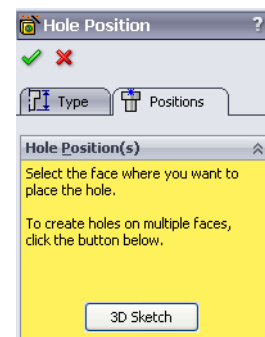 Hole Position ?
Type Positions
Hole Position(s)
Select the face where you want to
place the hole.
To create holes on multiple faces,
click the button below.
3D Sketch